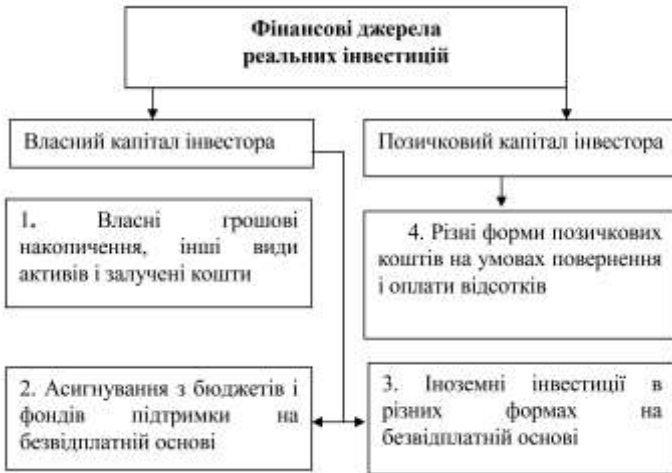 Фінансові джерела
реальних інвестицій
Власний капітал інвестора
Позичковий капітал інвестора
1. Власні грошові
накопичення, інші види
активів і залучені кошти
4. Різні форми позичкових
коштів на умовах повернення
і оплати відсотків
2. Асигнування з бюджетів і
фондів підтримки на
безвідплатній основі
3. Іноземні інвестиції в
різних формах на
безвідплатній основі